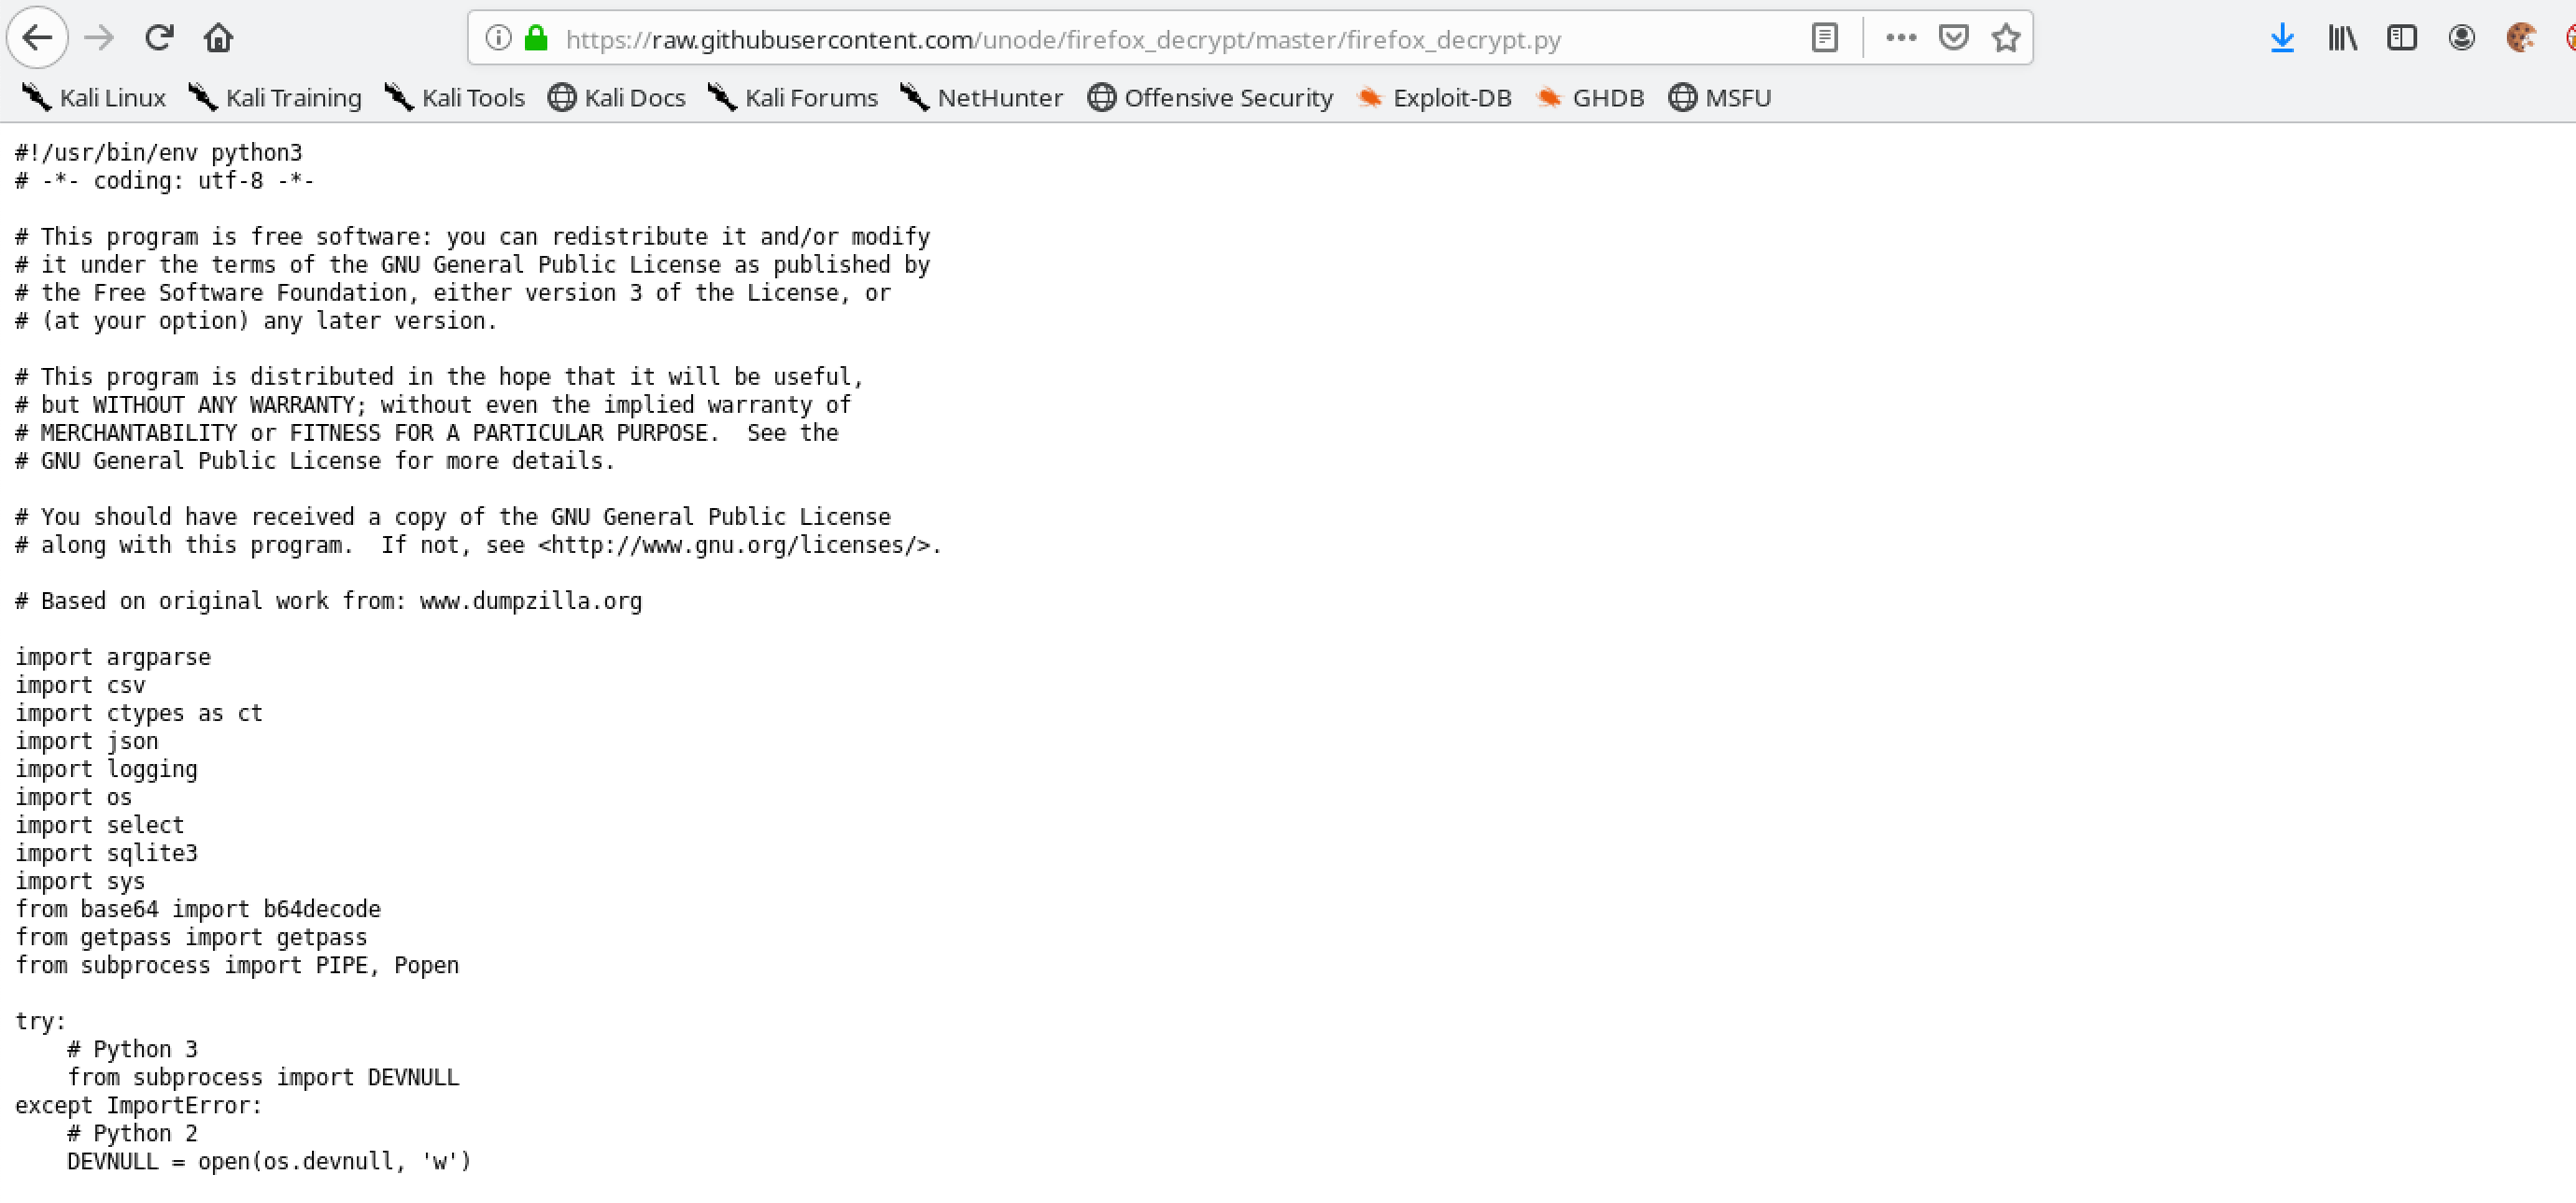 https://raw.githubusercontent.com/unode/firefox_decrypt/master/firefox_decrypt.py
Kali Linux Kali Training Kali Tools Kali Docs Kali Forums NetHunter Offensive Security Exploit-DB GHDB MSFU
#!/usr/bin/env python3
# -*- coding: utf-8 -*-
# This program is free software: you can redistribute it and/or modify
# it under the terms of the GNU General Public License as published by
# the Free Software Foundation, either version 3 of the License, or
# (at your option) any later version.
# This program is distributed in the hope that it will be useful,
# but WITHOUT ANY WARRANTY; without even the implied warranty of
# MERCHANTABILITY or FITNESS FOR A PARTICULAR PURPOSE.  See the
# GNU General Public License for more details.
# You should have received a copy of the GNU General Public License
# along with this program.  If not, see <http://www.gnu.org/licenses/>.
# Based on original work from: www.dumpzilla.org
import argparse
import csv
import ctypes as ct
import json
import logging
import os
import select
import sqlite3
import sys
from base64 import b64decode
from getpass import getpass
from subprocess import PIPE, Popen
try:
    # Python 3
    from subprocess import DEVNULL
except ImportError:
    # Python 2
    DEVNULL = open(os.devnull, 'w')